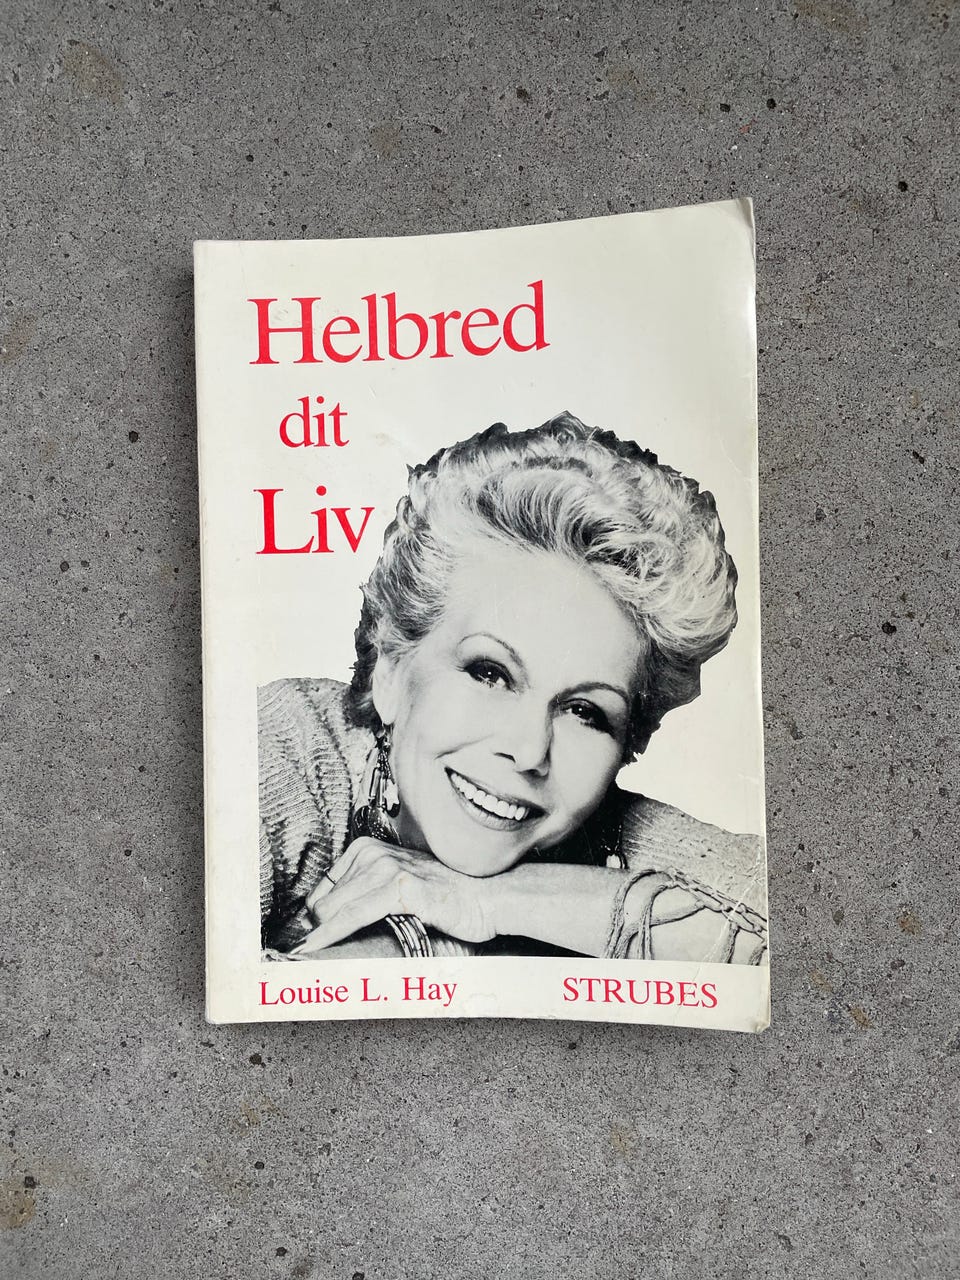 Helbred
dit
Liv
Louise L. Hay
STRUBES